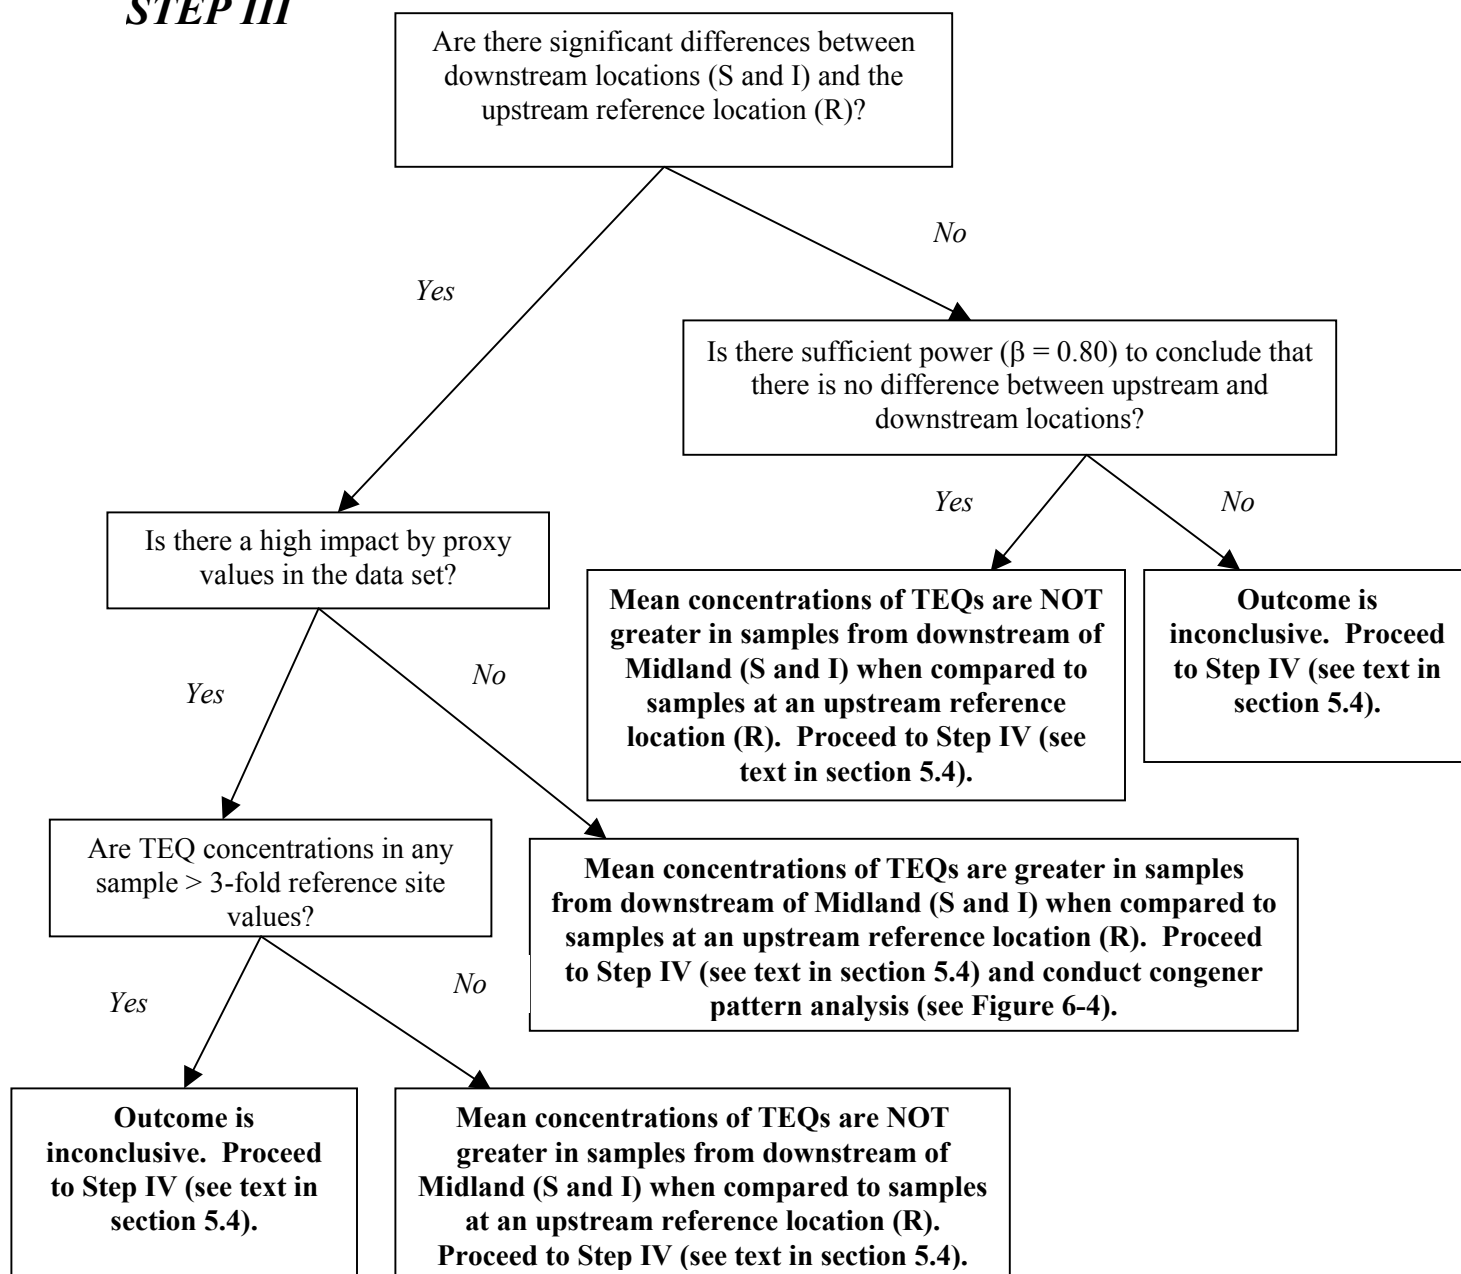 STEP III
Are there significant differences between
downstream locations (S and I) and the
upstream reference location (R)?
No
Yes
Is there sufficient power (β = 0.80) to conclude that
there is no difference between upstream and
downstream locations?
Yes
No
Is there a high impact by proxy
values in the data set?
Mean concentrations of TEQs are NOT
greater in samples from downstream of
Midland (S and I) when compared to
samples at an upstream reference
location (R).  Proceed to Step IV (see
text in section 5.4).
Outcome is
inconclusive.  Proceed
to Step IV (see text in
section 5.4).
Yes
No
Are TEQ concentrations in any
sample > 3-fold reference site
values?
Mean concentrations of TEQs are greater in samples
from downstream of Midland (S and I) when compared to
samples at an upstream reference location (R).  Proceed
to Step IV (see text in section 5.4) and conduct congener
pattern analysis (see Figure 6-4).
Yes
No
Outcome is
inconclusive.  Proceed
to Step IV (see text in
section 5.4).
Mean concentrations of TEQs are NOT
greater in samples from downstream of
Midland (S and I) when compared to samples
at an upstream reference location (R).
Proceed to Step IV (see text in section 5.4).